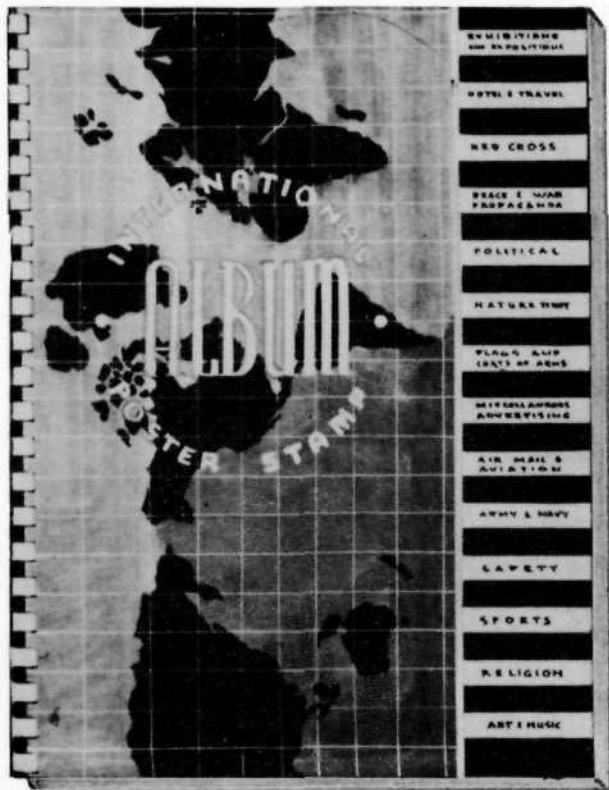 INTERNATIONAL
ALBUM
POSTER STAMP
EXHIBITIONS
AND EXPOSITIONS
HOTEL & TRAVEL
RED CROSS
PEACE & WAR
PROPAGANDA
POLITICAL
NATURE
FLAGS AND
COATS OF ARMS
MISCELLANEOUS
ADVERTISING
AIR MAIL &
AVIATION
ARMY & NAVY
SAFETY
SPORTS
RELIGION
ART & MUSIC